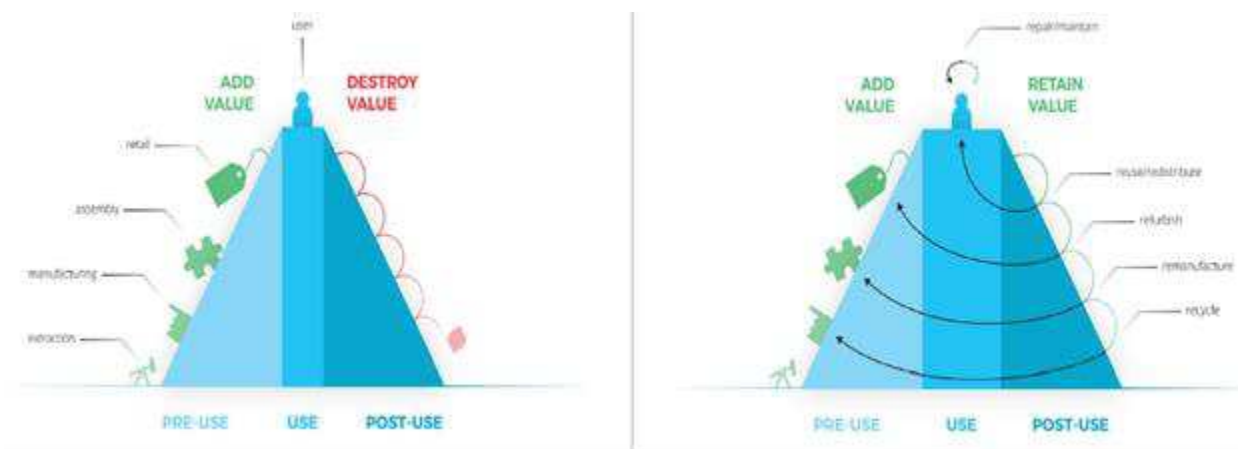 user
ADD
VALUE
DESTROY
VALUE
retail
assembly
manufacturing
extraction
PRE-USE
USE
POST-USE
repair/maintain
ADD
VALUE
RETAIN
VALUE
reuse/redistribute
refurbish
remanufacture
recycle
PRE-USE
USE
POST-USE